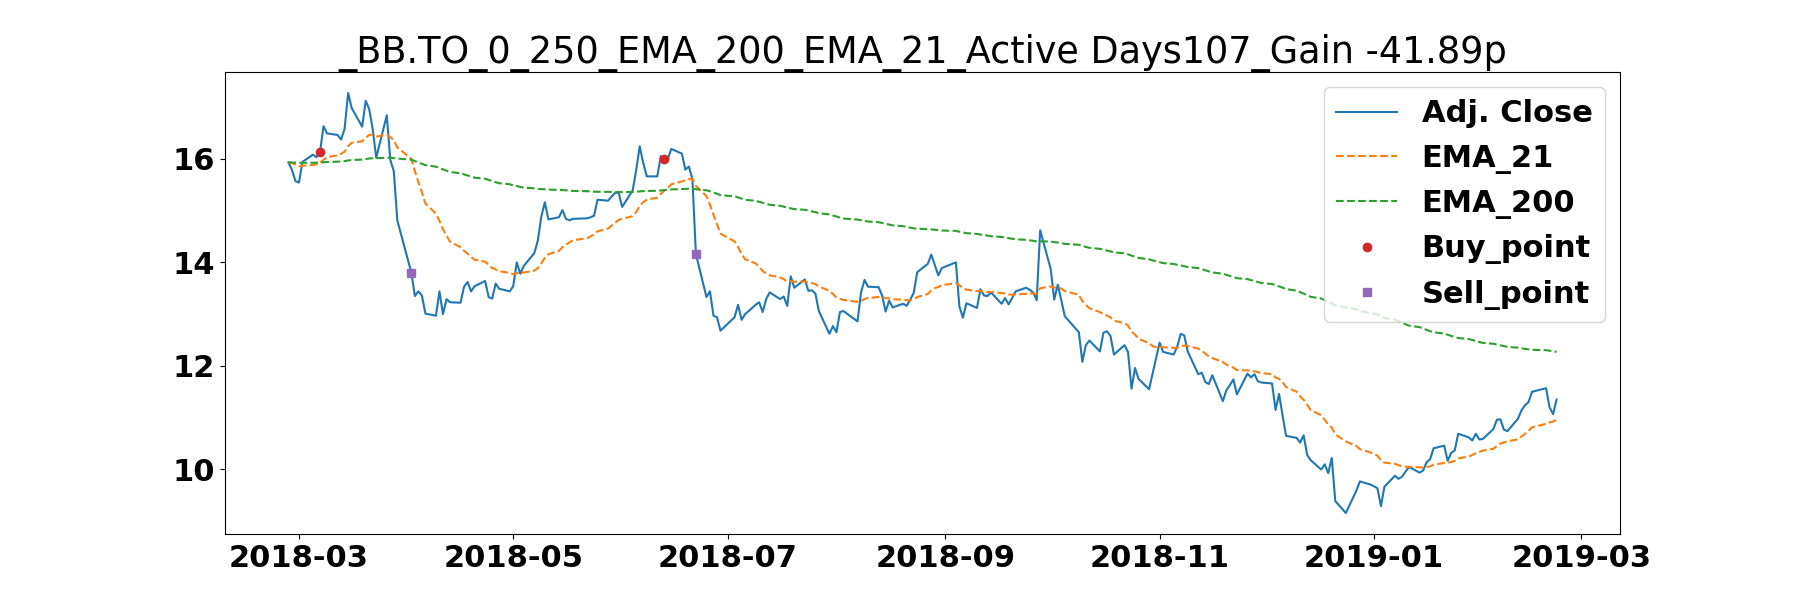 _BB.TO_0_250_EMA_200_EMA_21_Active Days107_Gain -41.89p
Adj. Close
EMA_21
EMA_200
Buy_point
Sell_point
16
14
12
10
2018-03 2018-05 2018-07 2018-09 2018-11 2019-01 2019-03